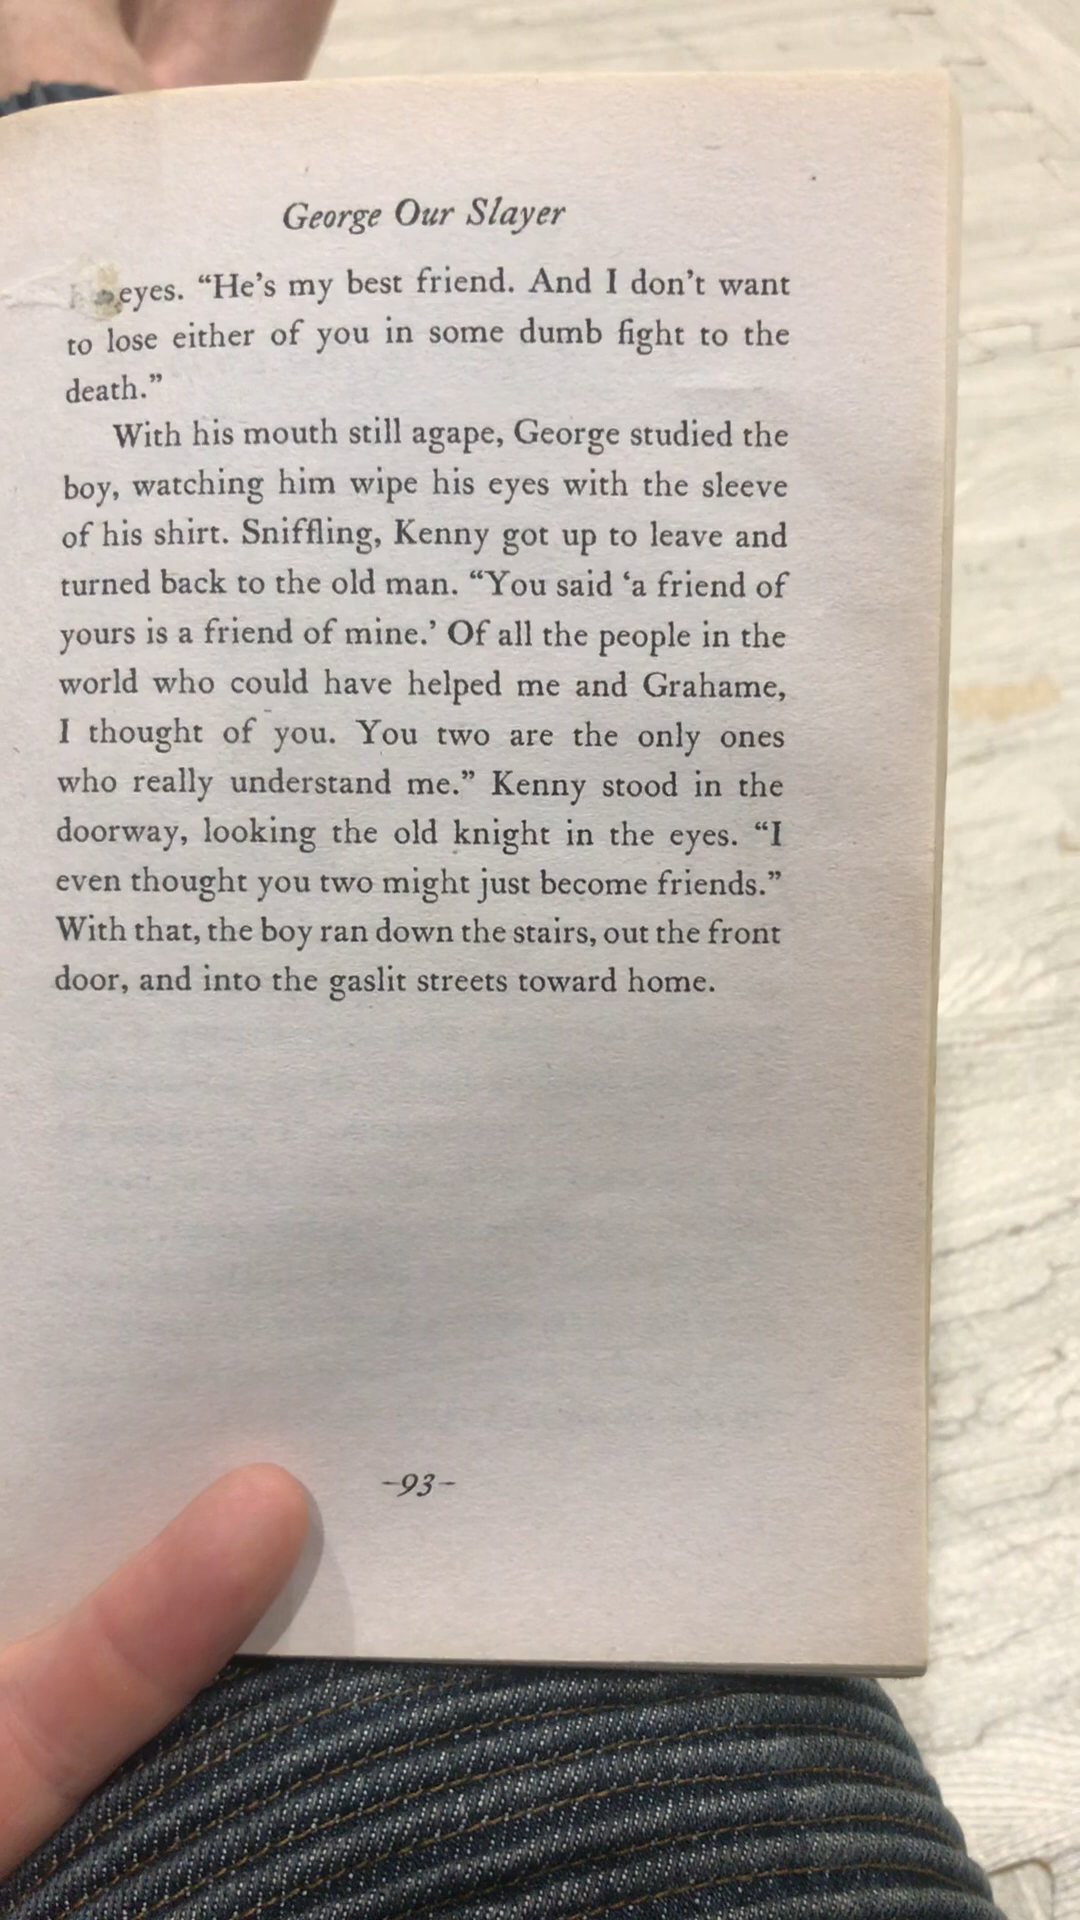 George Our Slayer
eyes. “He’s my best friend. And I don’t want
to lose either of you in some dumb fight to the
death.”
With his mouth still agape, George studied the
boy, watching him wipe his eyes with the sleeve
of his shirt. Sniffling, Kenny got up to leave and
turned back to the old man. “You said ‘a friend of
yours is a friend of mine.’ Of all the people in the
world who could have helped me and Grahame,
I thought of you. You two are the only ones
who really understand me.” Kenny stood in the
doorway, looking the old knight in the eyes. “I
even thought you two might just become friends.”
With that, the boy ran down the stairs, out the front
door, and into the gaslit streets toward home.
-93-